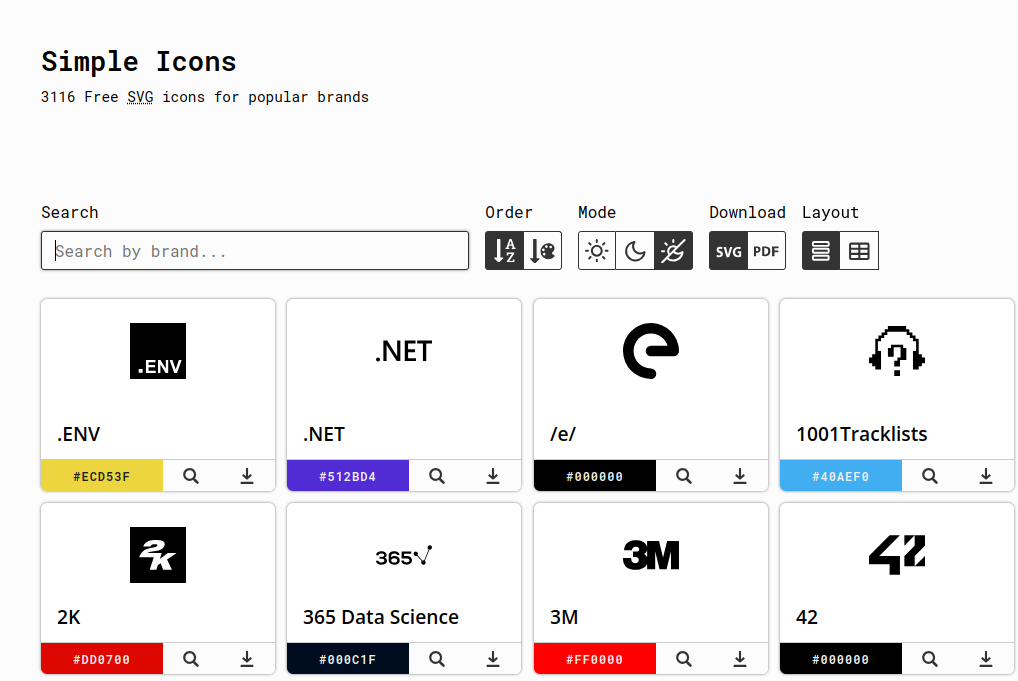 Simple Icons
3116 Free SVG icons for popular brands
Search
Order
Mode
Download
Layout
Search by brand...
A
Z
SVG
PDF
.ENV
.NET
e
?
.ENV
.NET
/e/
1001Tracklists
#ECD53F
#512BD4
#000000
#40AEF0
2K
365
3M
42
2K
365 Data Science
3M
42
#DD0700
#000C1F
#FF0000
#000000